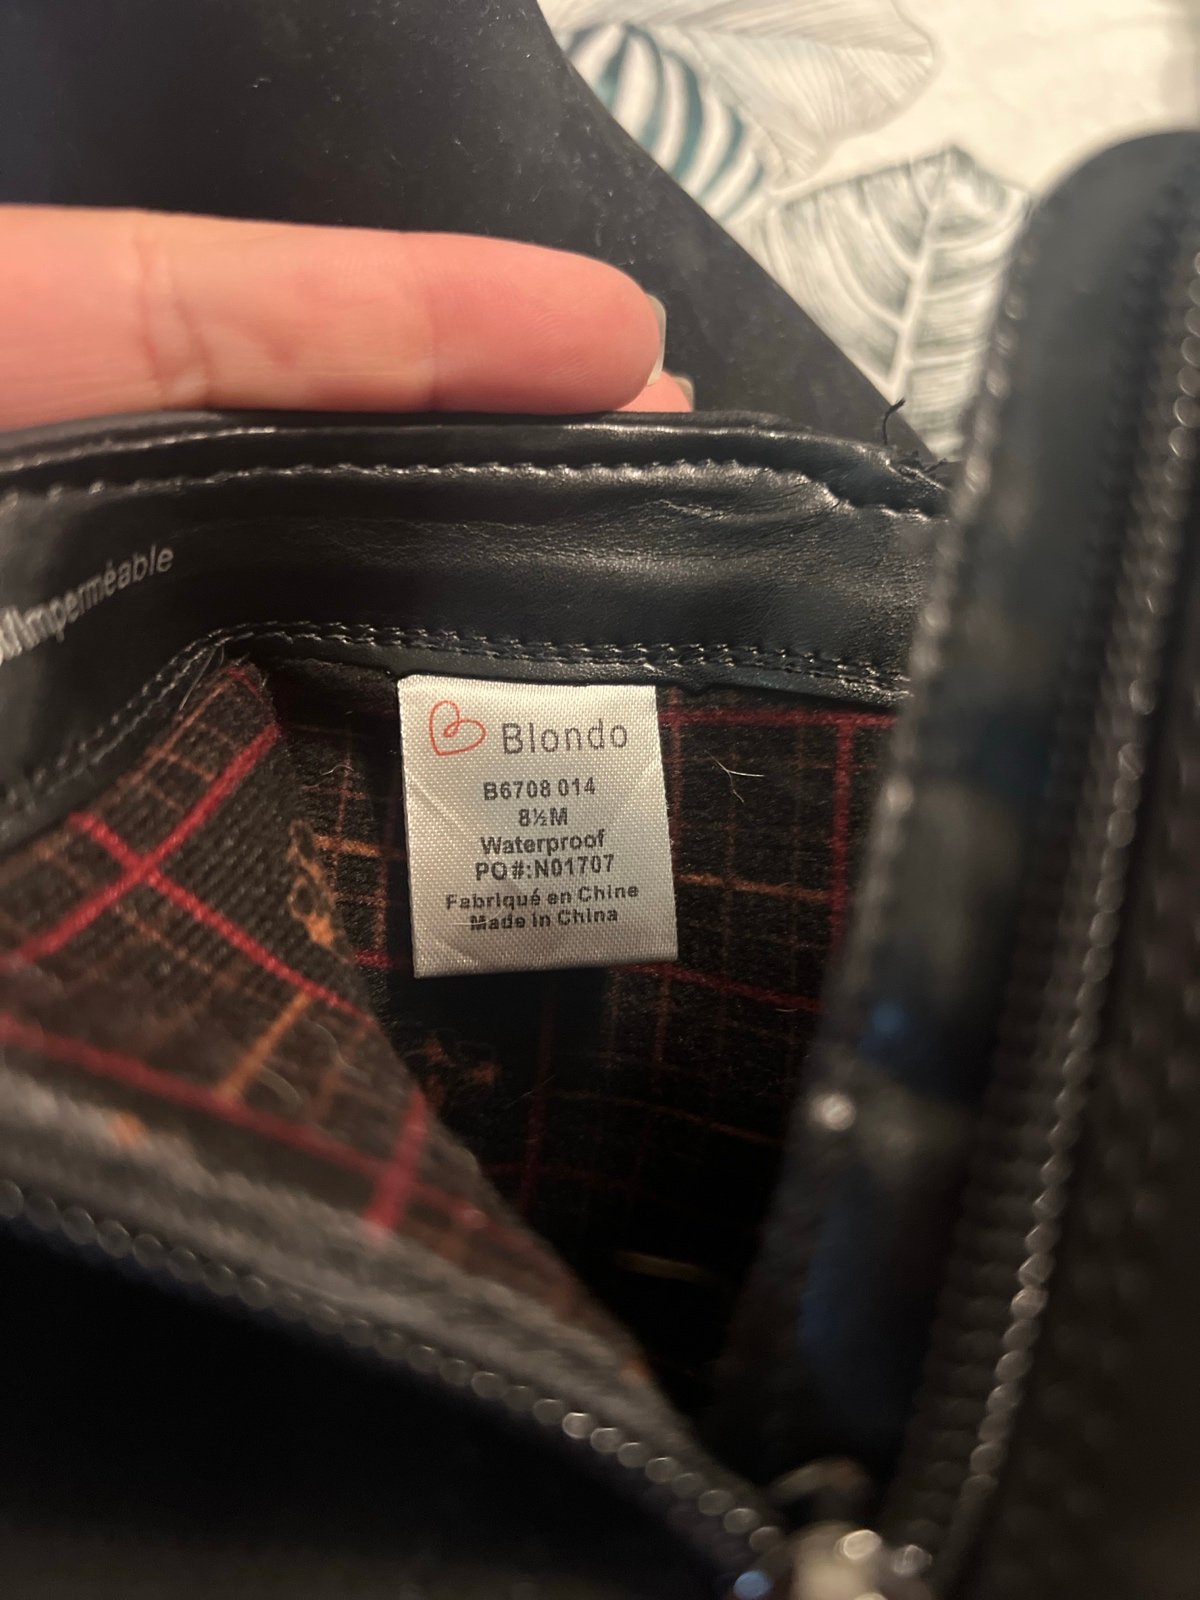 /Imperméable
Blondo
B6708 014
8½M
Waterproof
PO#:N01707
Fabriqué en Chine
Made in China